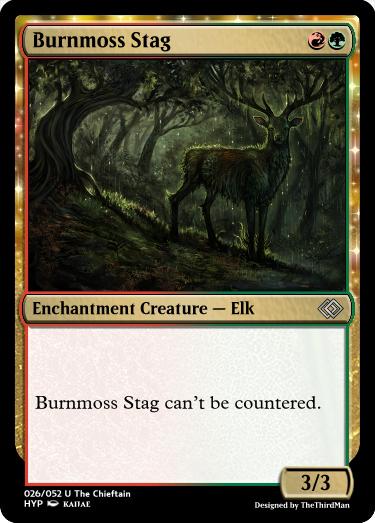 Burnmoss Stag
Enchantment Creature — Elk
Burnmoss Stag can't be countered.
3/3
026/052 U The Chieftain
HYP KAIJAE
Designed by TheThirdMan